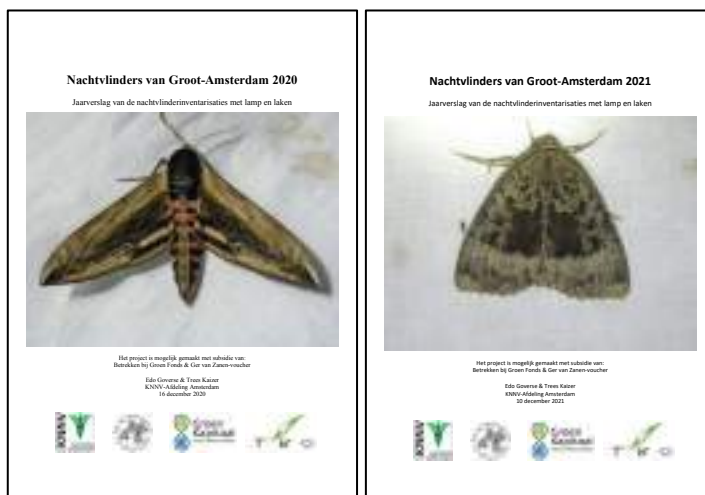 Nachtvlinders van Groot-Amsterdam 2020
Jaarverslag van de nachtvlinderinventarisaties met lamp en laken
Het project is mogelijk gemaakt met subsidie van:
Betrekken bij Groen Fonds & Ger van Zanen-voucher
Edo Goverse & Trees Kaizer
KNNV-Afdeling Amsterdam
16 december 2020
KNNV
Nachtvlinders van Groot-Amsterdam 2021
Jaarverslag van de nachtvlinderinventarisaties met lamp en laken
Het project is mogelijk gemaakt met subsidie van:
Betrekken bij Groen Fonds & Ger van Zanen-voucher
Edo Goverse & Trees Kaizer
KNNV-Afdeling Amsterdam
10 december 2021
KNNV